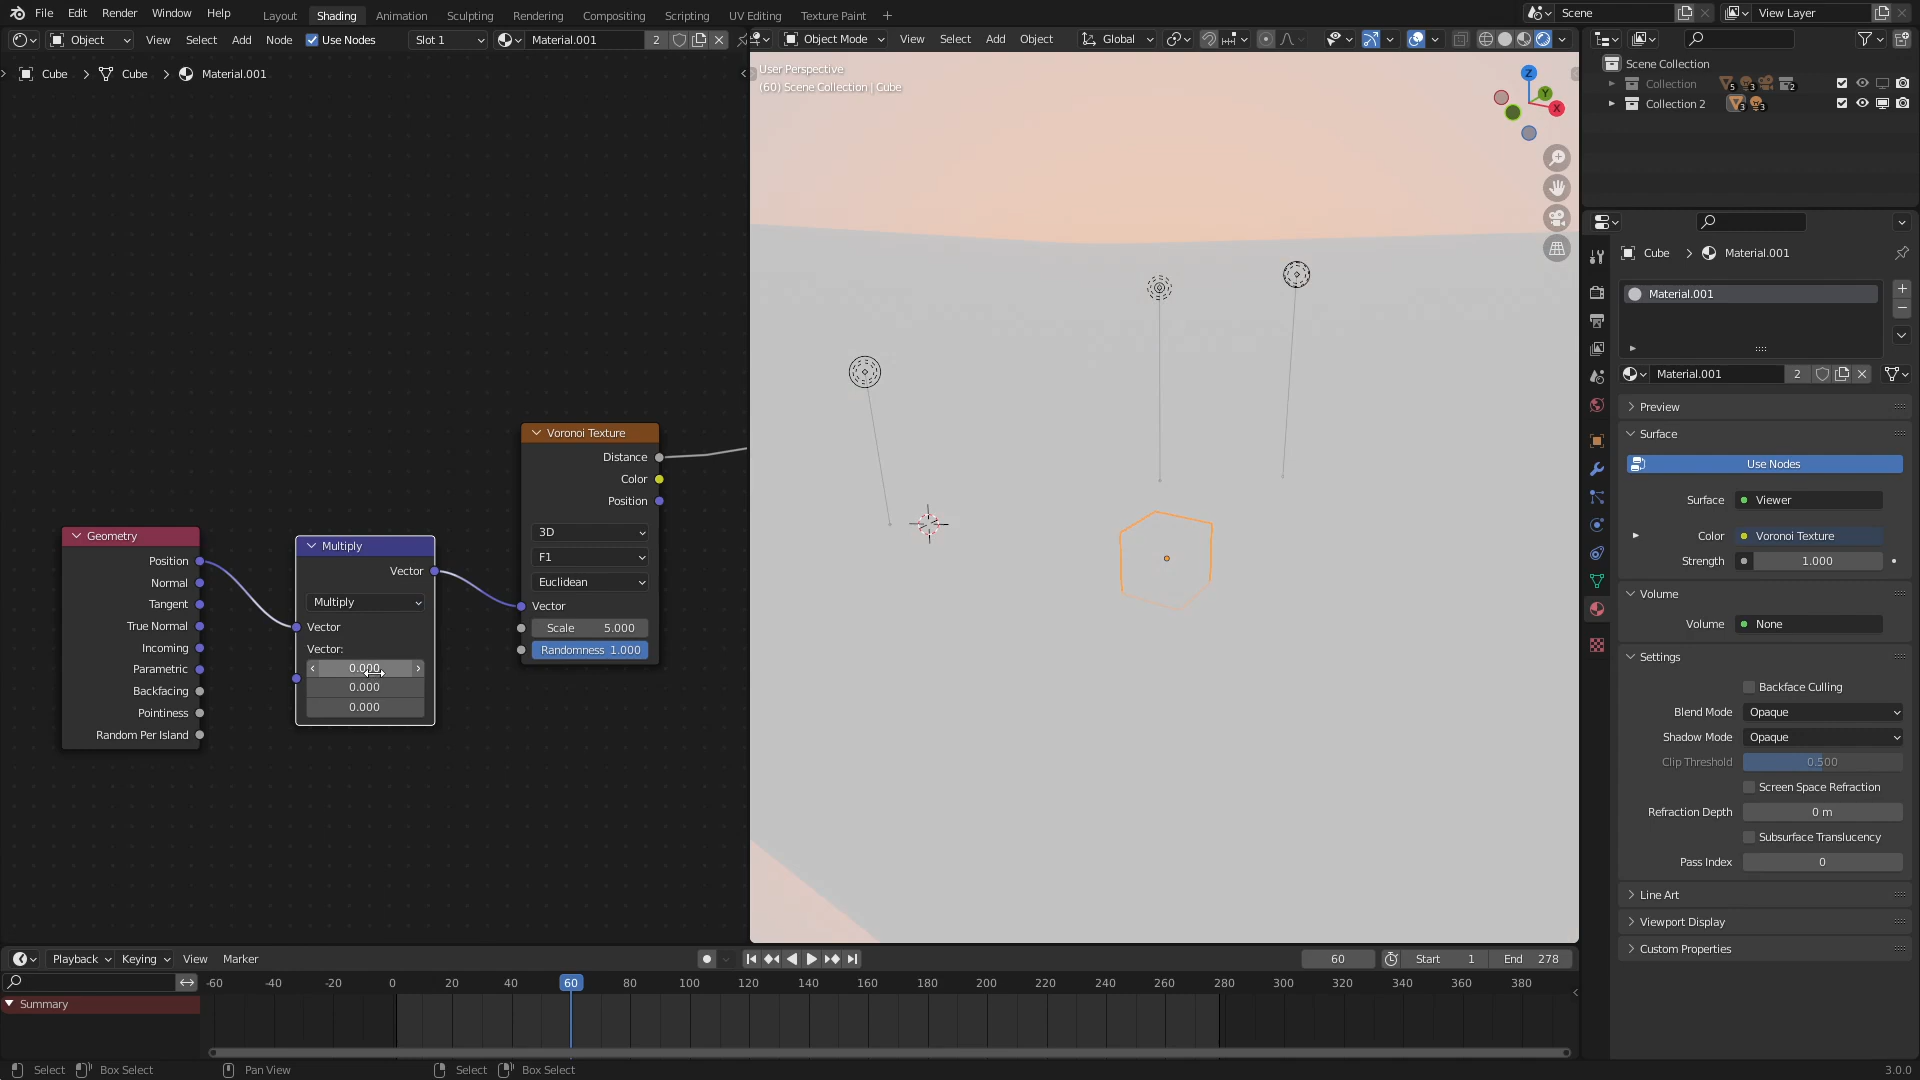 File Edit Render Window Help
Layout Shading Animation Sculpting Rendering Compositing Scripting UV Editing Texture Paint +
Scene View Layer
Object View Select Add Node Use Nodes Slot 1 Material.001 2
Object Mode View Select Add Object Global
Cube > Cube > Material.001
User Perspective
(60) Scene Collection | Cube
Z
Y
X
Scene Collection
Collection 5 3 2
Collection 2 3 3
Geometry
Position
Normal
Tangent
True Normal
Incoming
Parametric
Backfacing
Pointiness
Random Per Island
Multiply
Vector
Multiply
Vector
Vector:
0.000
0.000
0.000
Voronoi Texture
Distance
Color
Position
3D
F1
Euclidean
Vector
Scale 5.000
Randomness 1.000
Cube > Material.001
Material.001
Material.001 2
Preview
Surface
Use Nodes
Surface Viewer
Color Voronoi Texture
Strength 1.000
Volume
Volume None
Settings
Backface Culling
Blend Mode Opaque
Shadow Mode Opaque
Clip Threshold 0.500
Screen Space Refraction
Refraction Depth 0 m
Subsurface Translucency
Pass Index 0
Line Art
Viewport Display
Custom Properties
Playback Keying View Marker
60 Start 1 End 278
-60 -40 -20 0 20 40 60 80 100 120 140 160 180 200 220 240 260 280 300 320 340 360 380
Summary
Select Box Select Pan View Select Box Select 3.0.0